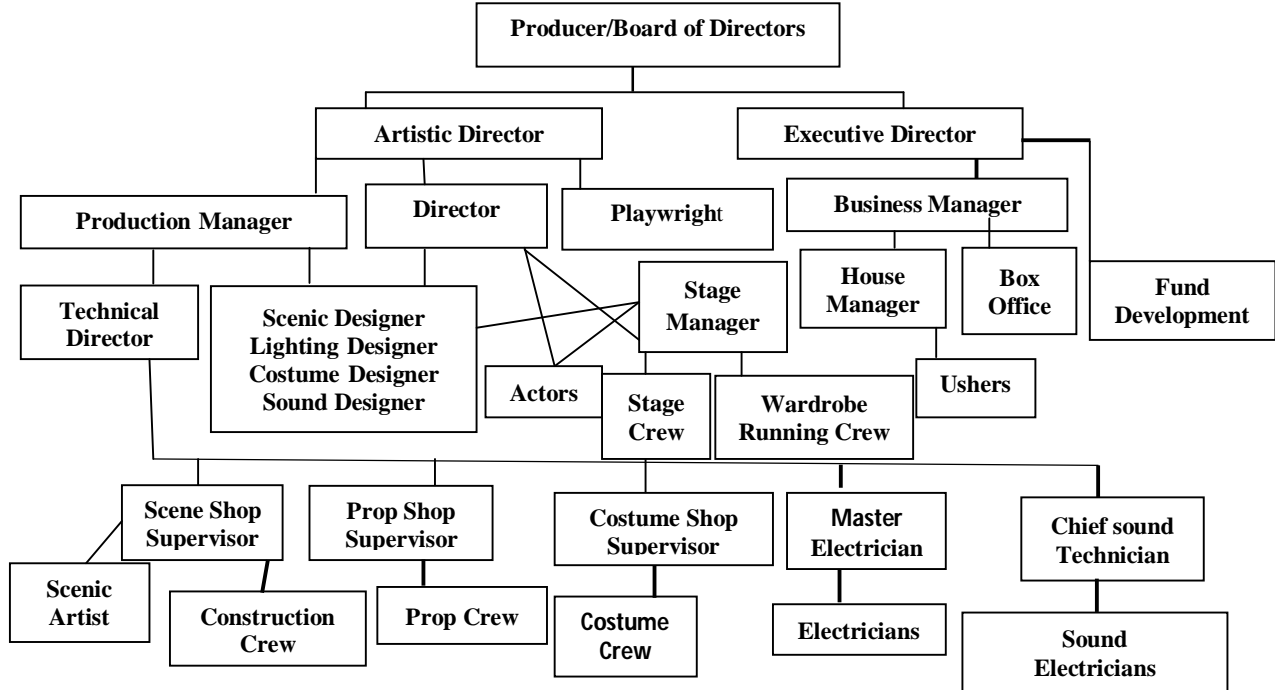 Producer/Board of Directors
Artistic Director
Executive Director
Production Manager
Director
Playwright
Business Manager
Technical
Director
Scenic Designer
Lighting Designer
Costume Designer
Sound Designer
Actors
Stage
Manager
Stage
Crew
Wardrobe
Running Crew
House
Manager
Box
Office
Ushers
Fund
Development
Scene Shop
Supervisor
Prop Shop
Supervisor
Costume Shop
Supervisor
Master
Electrician
Chief sound
Technician
Scenic
Artist
Construction
Crew
Prop Crew
Costume
Crew
Electricians
Sound
Electricians